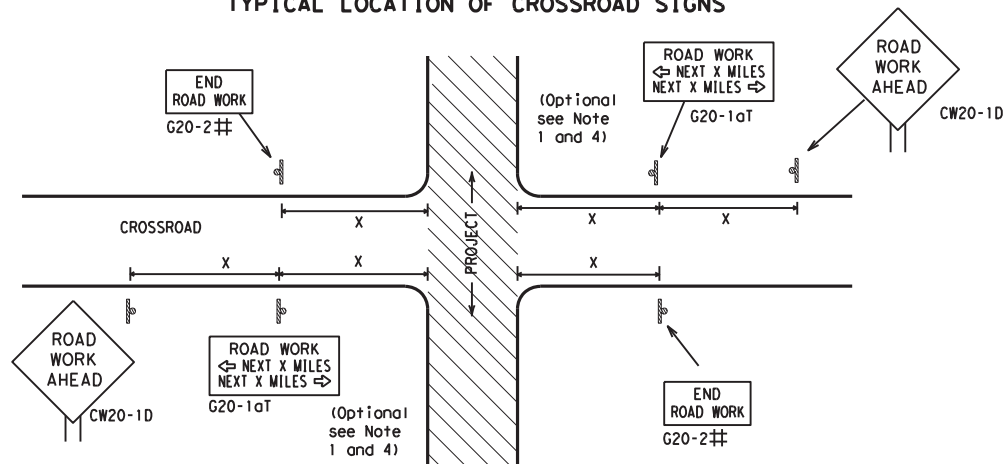 TYPICAL LOCATION OF CROSSROAD SIGNS
END
ROAD WORK
G20-2#
(Optional
see Note
1 and 4)
ROAD WORK
⇦ NEXT X MILES
NEXT X MILES ⇨
G20-1aT
ROAD
WORK
AHEAD
CW20-1D
X
X
X
CROSSROAD
PROJECT
X
X
X
ROAD
WORK
AHEAD
CW20-1D
ROAD WORK
⇦ NEXT X MILES
NEXT X MILES ⇨
G20-1aT
(Optional
see Note
1 and 4)
END
ROAD WORK
G20-2#